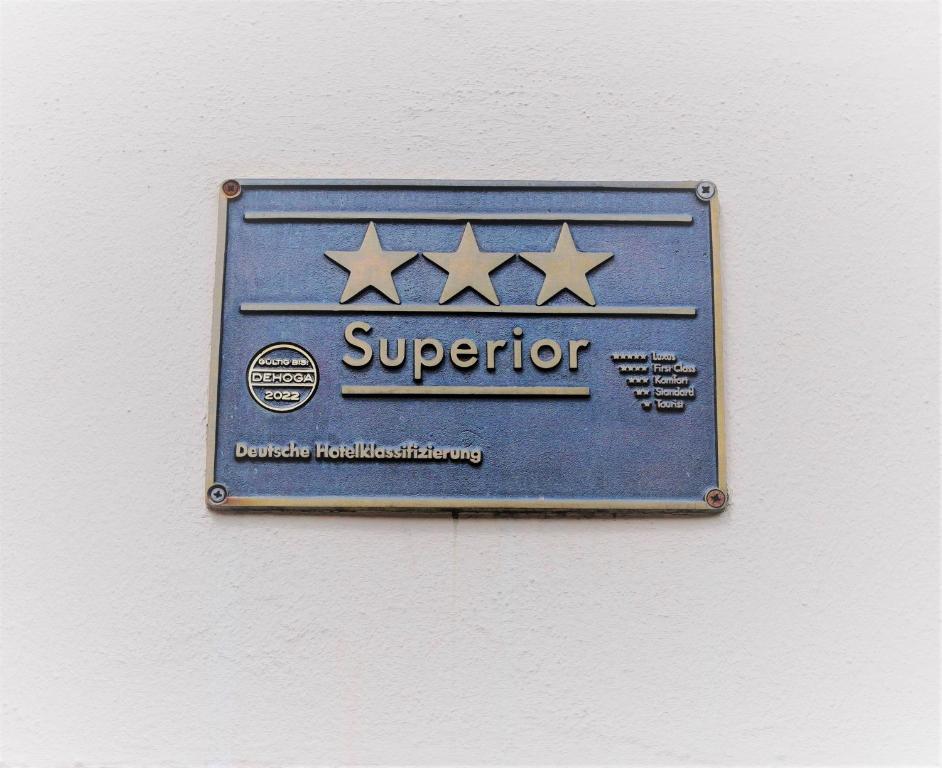 Superior
GÜLTIG BIS:
DEHOGA
2022
★★★★★ Luxus
★★★★ First Class
★★★ Komfort
★★ Standard
★ Tourist
Deutsche Hotelklassifizierung